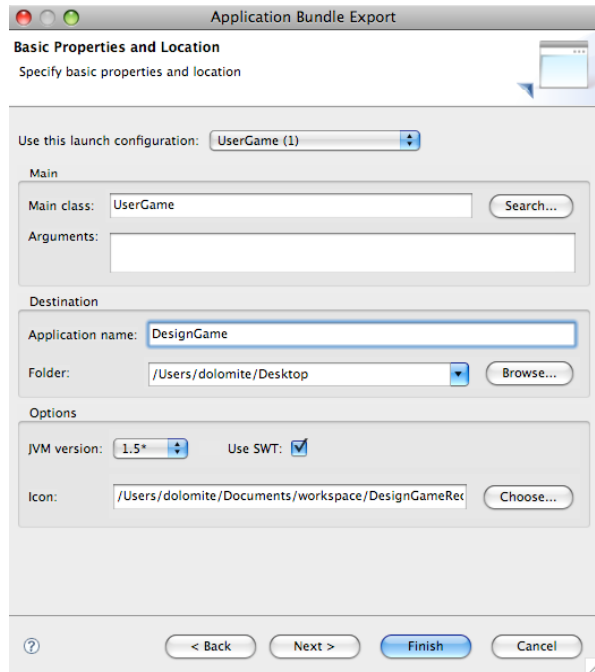 Application Bundle Export
Basic Properties and Location
Specify basic properties and location
Use this launch configuration: UserGame (1)
Main
Main class: UserGame Search...
Arguments:
Destination
Application name: DesignGame
Folder: /Users/dolomite/Desktop Browse...
Options
JVM version: 1.5* Use SWT:
Icon: /Users/dolomite/Documents/workspace/DesignGameRec Choose...
? < Back Next > Finish Cancel